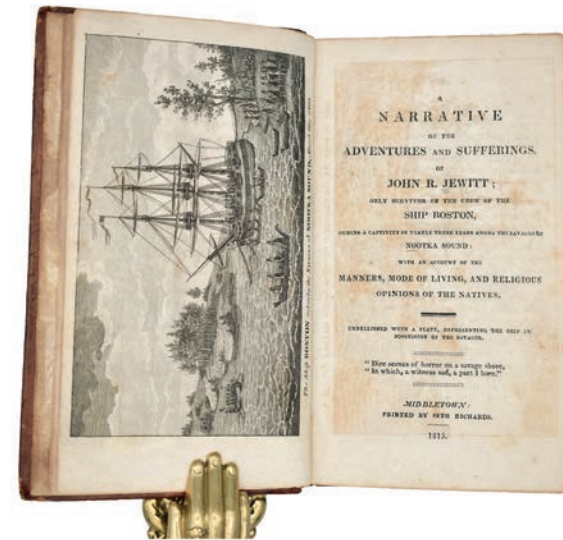 The Ship BOSTON taken by the Savages at NOOTKA SOUND, March 22, 1803.
A
NARRATIVE
OF THE
ADVENTURES AND SUFFERINGS,
OF
JOHN R. JEWITT;
ONLY SURVIVOR OF THE CREW OF THE
SHIP BOSTON,
DURING A CAPTIVITY OF NEARLY THREE YEARS AMONG THE SAVAGES OF
NOOTKA SOUND:
WITH AN ACCOUNT OF THE
MANNERS, MODE OF LIVING, AND RELIGIOUS
OPINIONS OF THE NATIVES.
EMBELLISHED WITH A PLATE, REPRESENTING THE SHIP IN
POSSESSION OF THE SAVAGES.
"Dire scenes of horror on a savage shore,
"In which, a witness sad, a part I bore."
MIDDLETOWN:
PRINTED BY SETH RICHARDS.
1815.